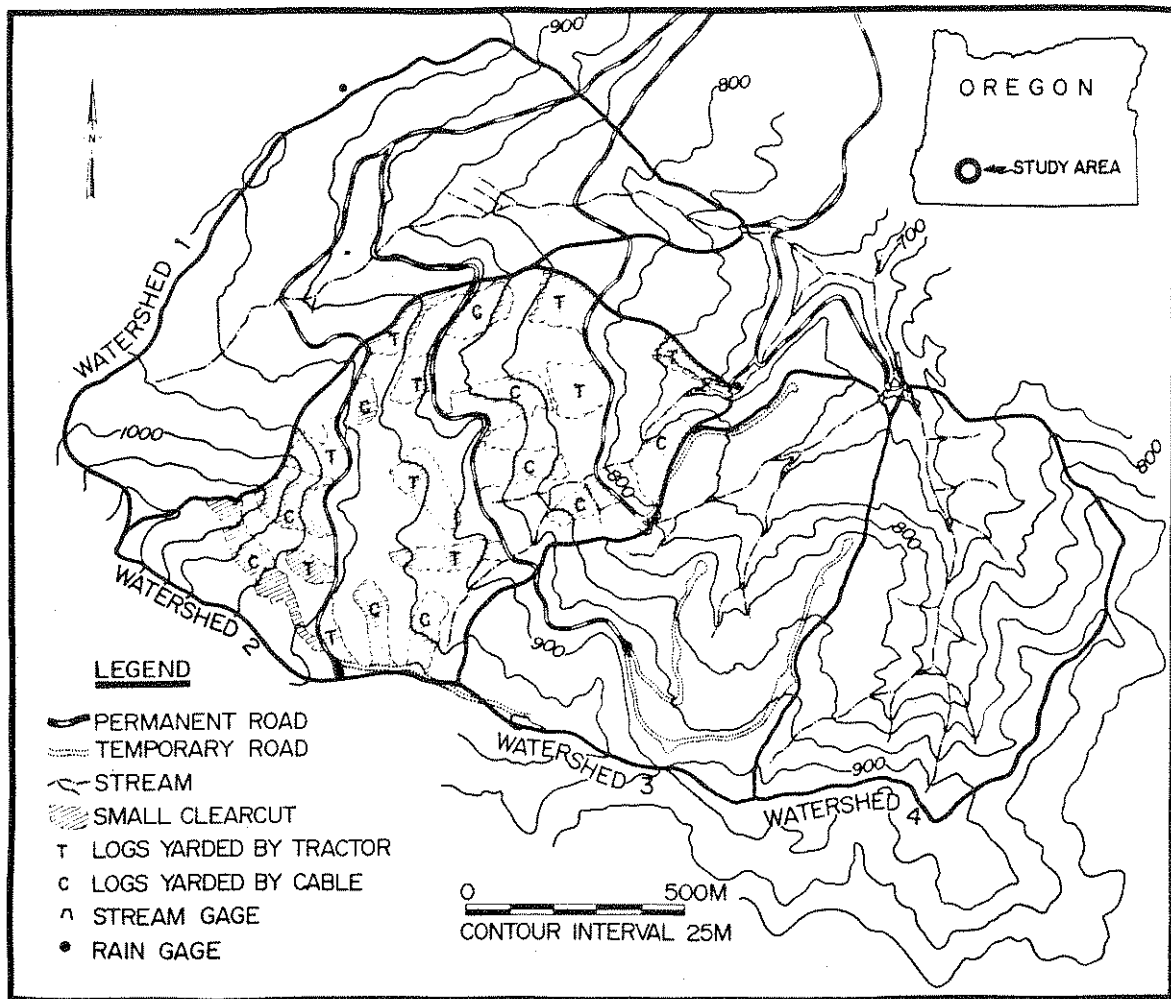 900
800
OREGON
STUDY AREA
N
700
WATERSHED 1
C
T
T
T
C
T
C
T
1000
C
T
C
T
800
800
C
C
T
C
C
T
T
800
WATERSHED 2
C
C
T
900
LEGEND
PERMANENT ROAD
TEMPORARY ROAD
STREAM
SMALL CLEARCUT
T LOGS YARDED BY TRACTOR
C LOGS YARDED BY CABLE
STREAM GAGE
RAIN GAGE
WATERSHED 3
900
WATERSHED 4
0 500M
CONTOUR INTERVAL 25M